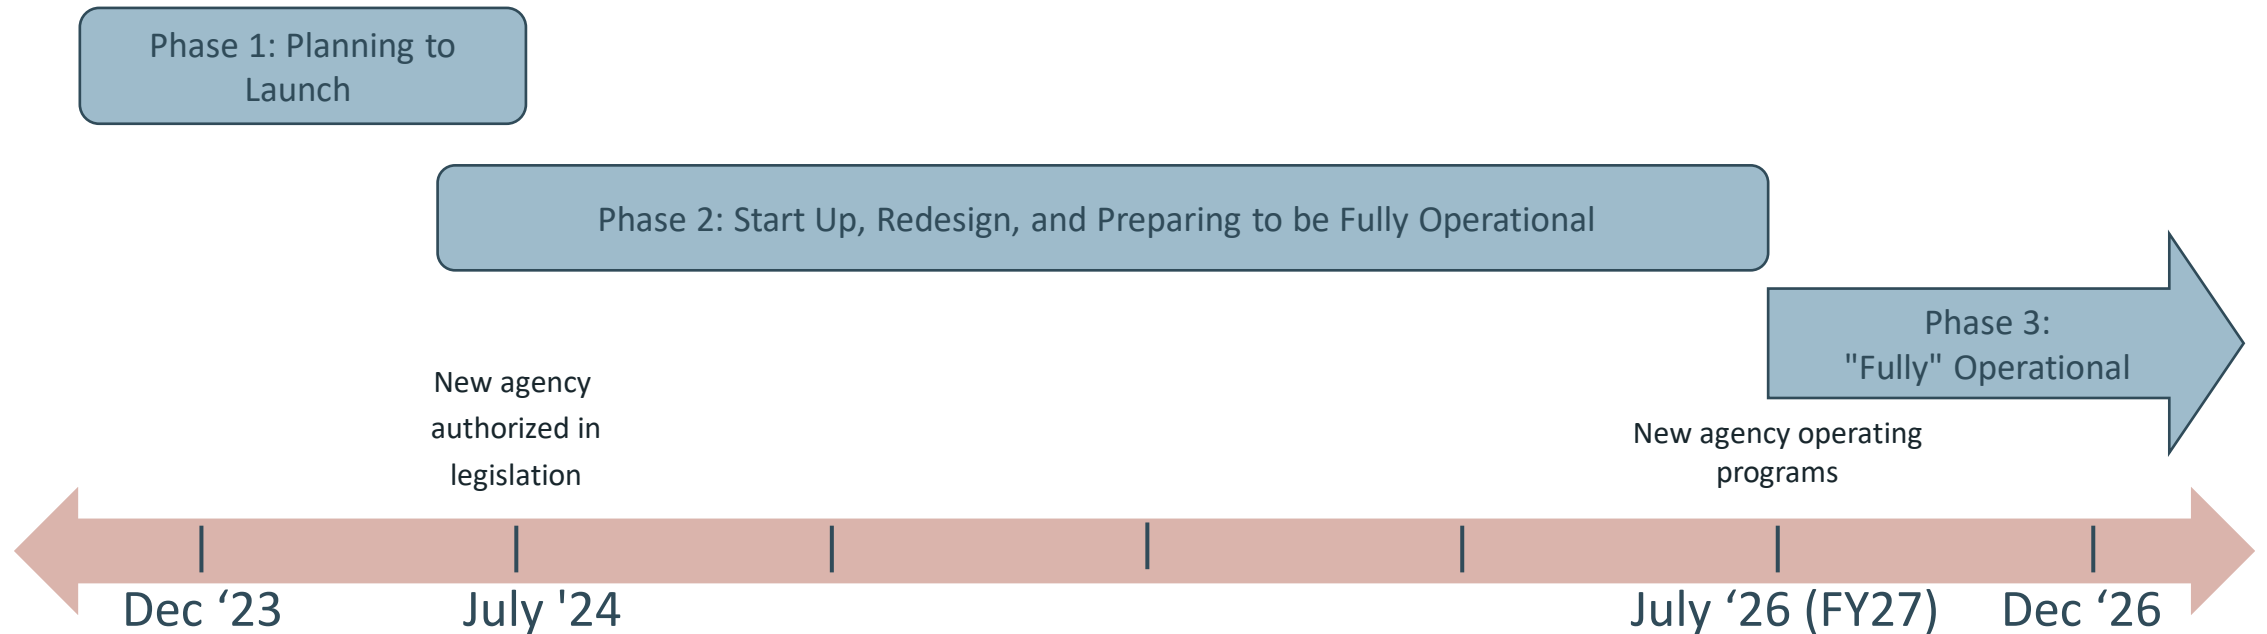 Phase 1: Planning to
Launch
Phase 2: Start Up, Redesign, and Preparing to be Fully Operational
Phase 3:
"Fully" Operational
New agency
authorized in
legislation
New agency operating
programs
Dec ‘23
July '24
July ‘26 (FY27)
Dec ‘26